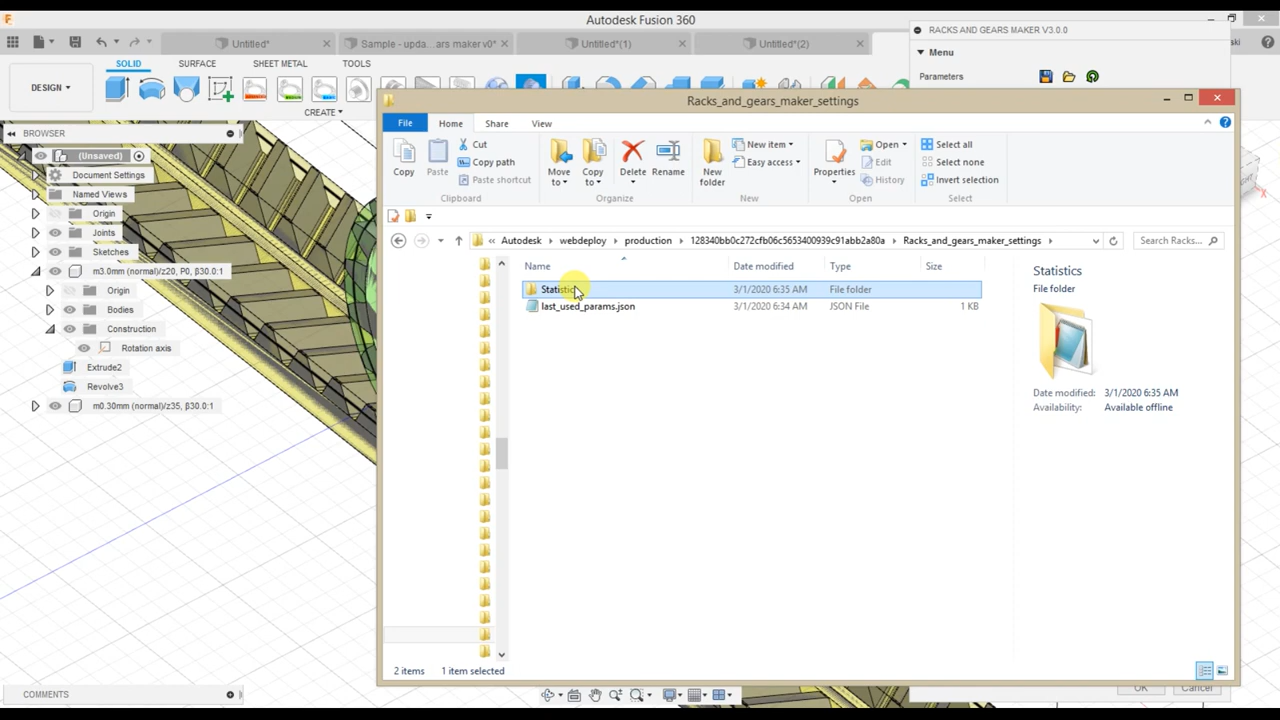 Autodesk Fusion 360
Untitled*
Sample - upda....ars maker v0*
Untitled*(1)
Untitled*(2)
RACKS AND GEARS MAKER V3.0.0
Menu
Parameters
SOLID
SURFACE
SHEET METAL
TOOLS
DESIGN
CREATE
BROWSER
(Unsaved)
Document Settings
Named Views
Origin
Joints
Sketches
m3.0mm (normal)/z20, P0, β30.0:1
Origin
Bodies
Construction
Rotation axis
Extrude2
Revolve3
m0.30mm (normal)/z35, β30.0:1
COMMENTS
Racks_and_gears_maker_settings
File
Home
Share
View
Copy
Paste
Cut
Copy path
Paste shortcut
Clipboard
Move to
Copy to
Delete
Rename
Organize
New folder
New item
Easy access
New
Properties
Open
Edit
History
Open
Select all
Select none
Invert selection
Select
« Autodesk
webdeploy
production
Racks_and_gears_maker_settings
Search Racks...
Name
Date modified
Type
Size
3/1/2020 6:35 AM
File folder
last_used_params.json
3/1/2020 6:34 AM
JSON File
1 KB
Statistics
File folder
Date modified: 3/1/2020 6:35 AM
Availability: Available offline
2 items
1 item selected
OK
Cancel